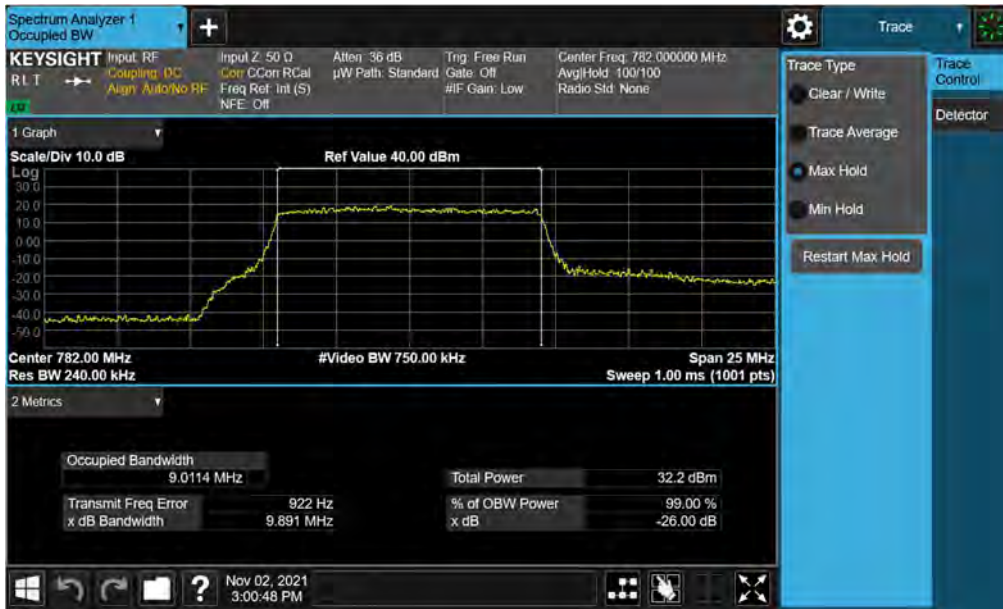 Spectrum Analyzer 1
Occupied BW
Trace
KEYSIGHT
Input: RF
Coupling: DC
Align: Auto/No RF
Input Z: 50 Ω
Corr CCorr RCal
Freq Ref: Int (S)
NFE: Off
Atten: 36 dB
µW Path: Standard
Trig: Free Run
Gate: Off
#IF Gain: Low
Center Freq: 782.000000 MHz
Avg|Hold: 100/100
Radio Std: None
R L T
Trace Type
Clear / Write
Trace Average
Max Hold
Min Hold
Restart Max Hold
Trace
Control
Detector
1 Graph
Scale/Div 10.0 dB
Ref Value 40.00 dBm
Log
30.0
20.0
10.0
0.00
-10.0
-20.0
-30.0
-40.0
-50.0
Center 782.00 MHz
#Video BW 750.00 kHz
Span 25 MHz
Res BW 240.00 kHz
Sweep 1.00 ms (1001 pts)
2 Metrics
Occupied Bandwidth
9.0114 MHz
Total Power
32.2 dBm
Transmit Freq Error
922 Hz
% of OBW Power
99.00 %
x dB Bandwidth
9.891 MHz
x dB
-26.00 dB
?
Nov 02, 2021
3:00:48 PM